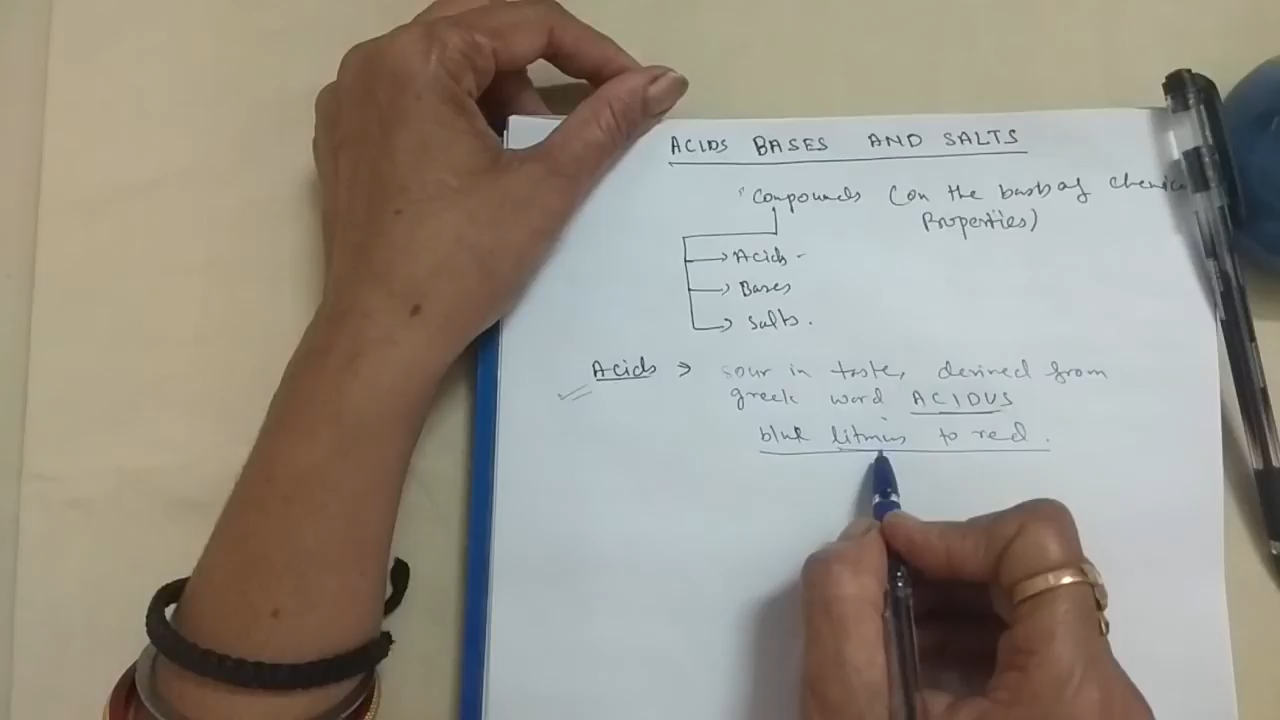 ACIDS BASES AND SALTS
Compounds (on the basis of chemic
Properties)
→ Acids -
→ Bases
→ Salts.
Acids → sour in taste, derived from
greek word ACIDUS
blue litmus to red.